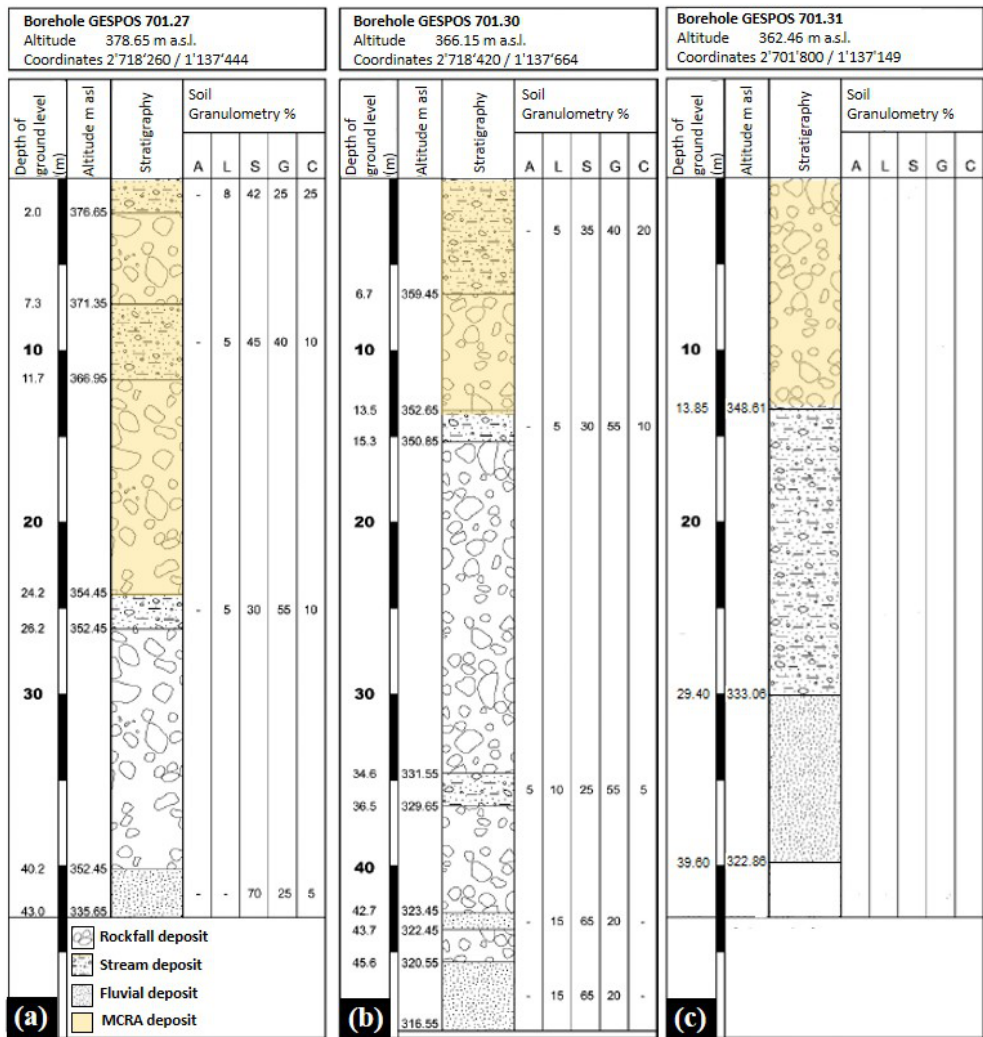 Borehole GESPOS 701.27
Altitude 378.65 m a.s.l.
Coordinates 2'718'260 / 1'137'444
Depth of ground level (m)
Altitude m asl
Stratigraphy
Soil
Granulometry %
A L S G C
- 8 42 25 25
2.0 376.65
7.3 371.35
- 5 45 40 10
10
11.7 366.95
20
24.2 354.45
- 5 30 55 10
26.2 352.45
30
40.2 352.45
- - 70 25 5
43.0 335.65
Rockfall deposit
Stream deposit
Fluvial deposit
MCRA deposit
(a)
Borehole GESPOS 701.30
Altitude 366.15 m a.s.l.
Coordinates 2'718'420 / 1'137'664
Depth of ground level (m)
Altitude m asl
Stratigraphy
Soil
Granulometry %
A L S G C
- 5 35 40 20
6.7 359.45
10
13.5 352.65
- 5 30 55 10
15.3 350.85
20
30
34.6 331.55
5 10 25 55 5
36.5 329.65
40
42.7 323.45
- 15 65 20 -
43.7 322.45
45.6 320.55
- 15 65 20 -
316.55
(b)
Borehole GESPOS 701.31
Altitude 362.46 m a.s.l.
Coordinates 2'701'800 / 1'137'149
Depth of ground level (m)
Altitude m asl
Stratigraphy
Soil
Granulometry %
A L S G C
10
13.85 348.61
20
29.40 333.06
39.60 322.86
(c)